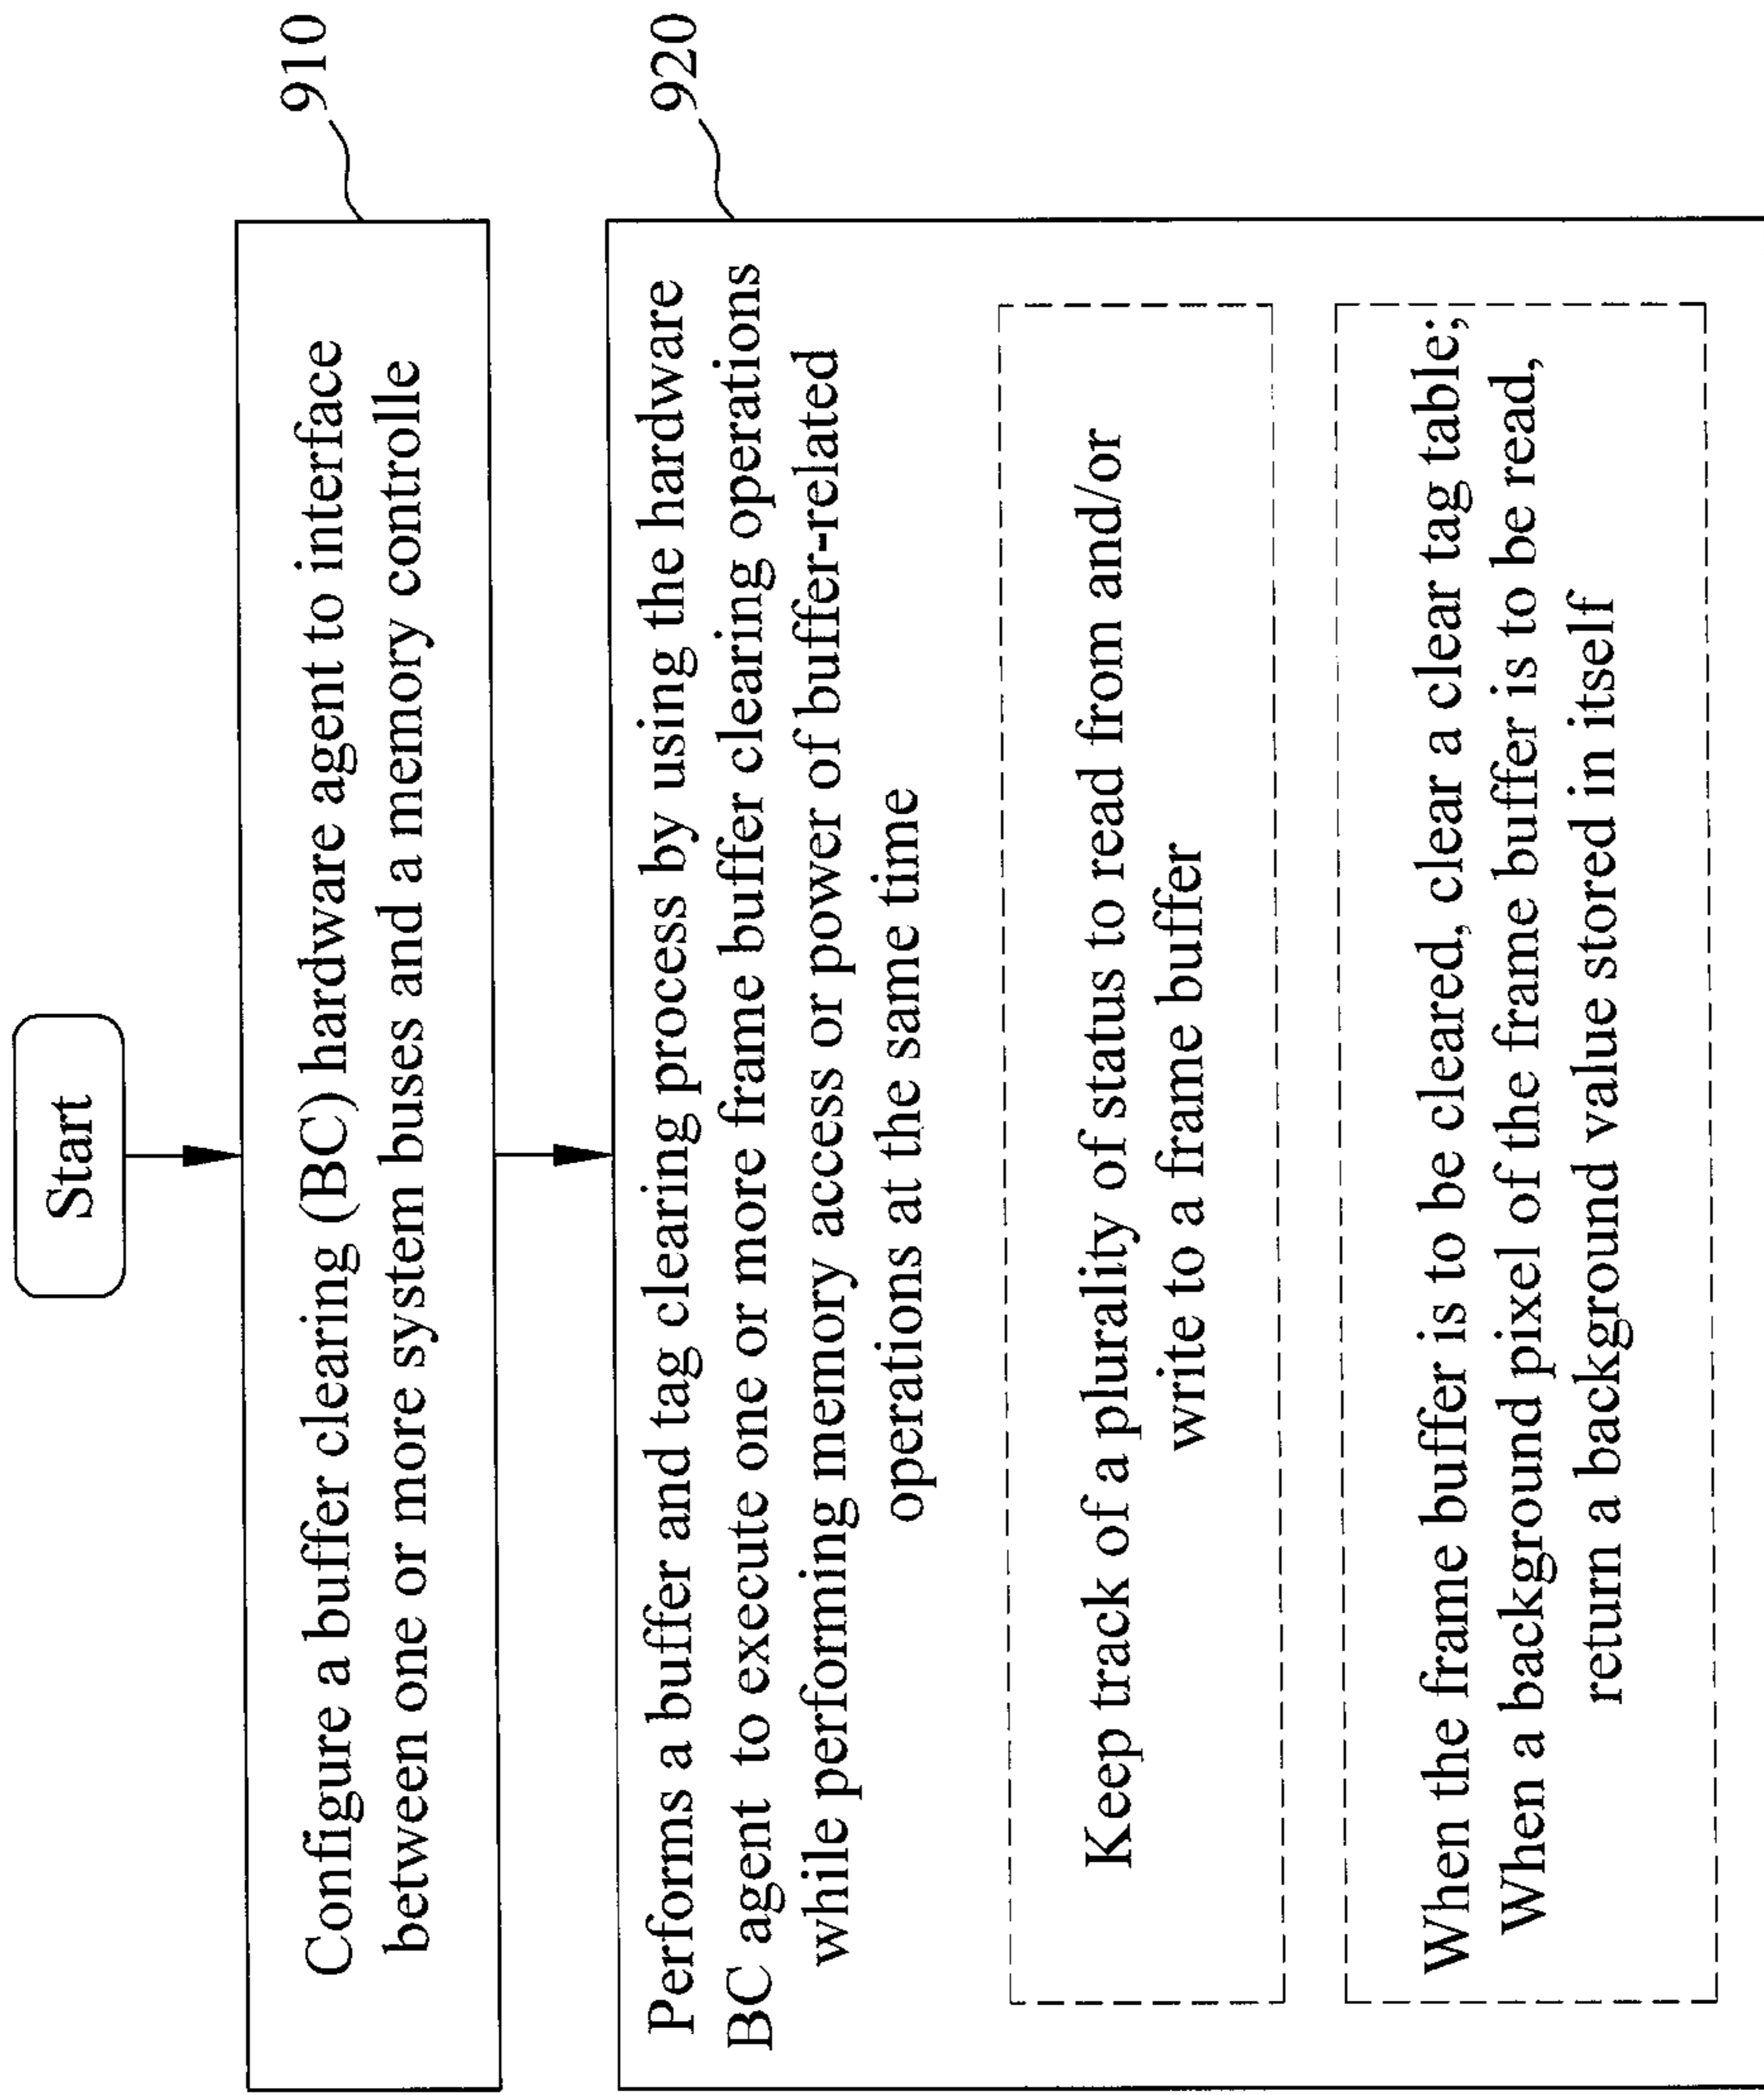 Start
910
Configure a buffer clearing (BC) hardware agent to interface
between one or more system buses and a memory controlle
920
Performs a buffer and tag clearing process by using the hardware
BC agent to execute one or more frame buffer clearing operations
while performing memory access or power of buffer-related
operations at the same time
Keep track of a plurality of status to read from and/or
write to a frame buffer
When the frame buffer is to be cleared, clear a clear tag table;
When a background pixel of the frame buffer is to be read,
return a background value stored in itself